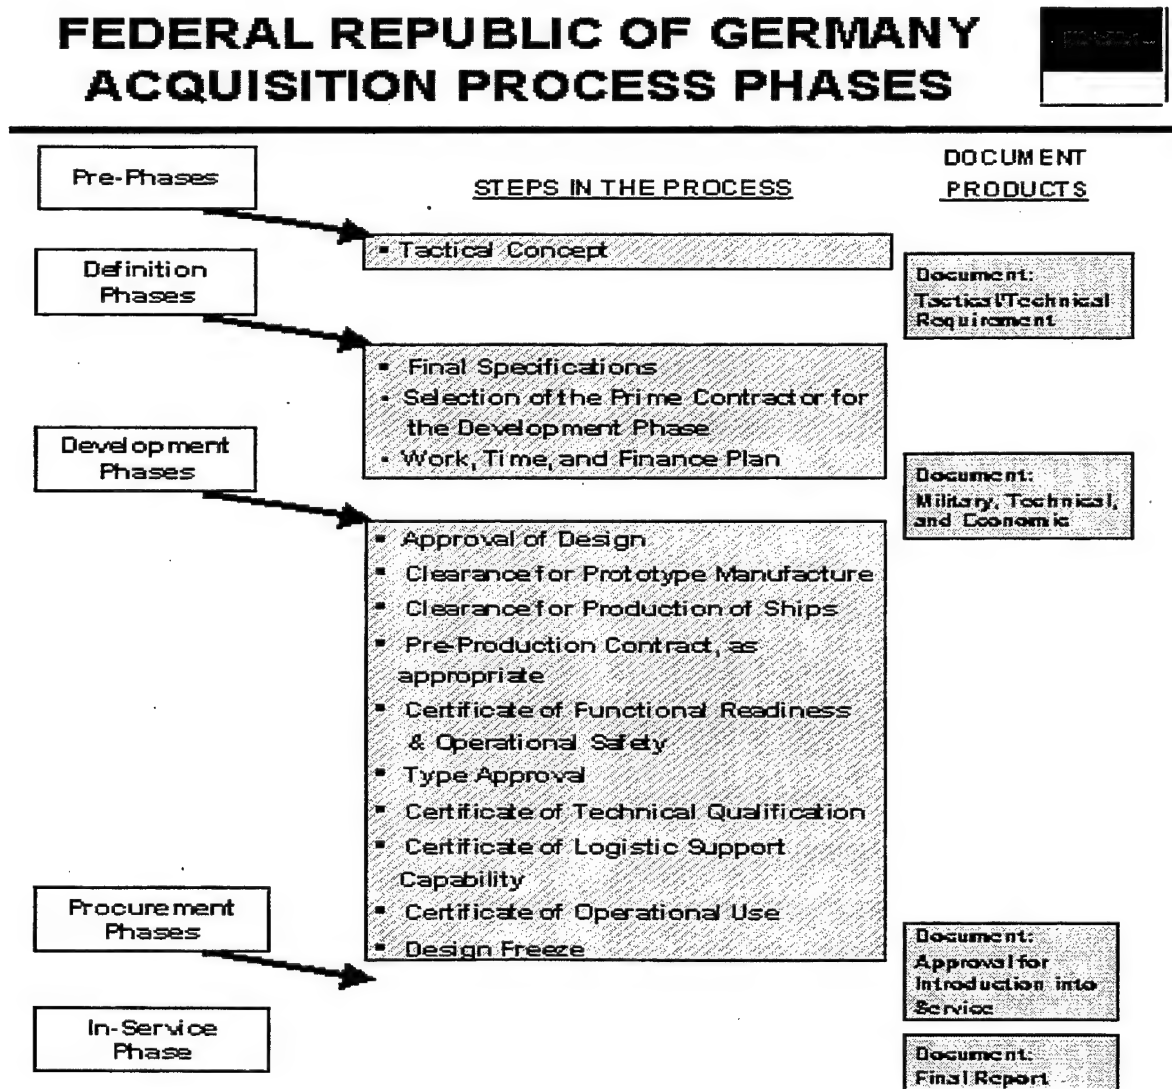 FEDERAL REPUBLIC OF GERMANY
ACQUISITION PROCESS PHASES
Pre-Phases
STEPS IN THE PROCESS
DOCUMENT
PRODUCTS
▪ Tactical Concept
Definition
Phases
Document:
Tactical/Technical
Requirement
▪ Final Specifications
▪ Selection of the Prime Contractor for
the Development Phase
▪ Work, Time, and Finance Plan
Development
Phases
Document:
Military, Technical,
and Economic
▪ Approval of Design
▪ Clearance for Prototype Manufacture
▪ Clearance for Production of Ships
▪ Pre-Production Contract, as
appropriate
▪ Certificate of Functional Readiness
& Operational Safety
▪ Type Approval
▪ Certificate of Technical Qualification
▪ Certificate of Logistic Support
Capability
▪ Certificate of Operational Use
▪ Design Freeze
Procurement
Phases
Document:
Approval for
Introduction into
Service
In-Service
Phase
Document:
Final Report